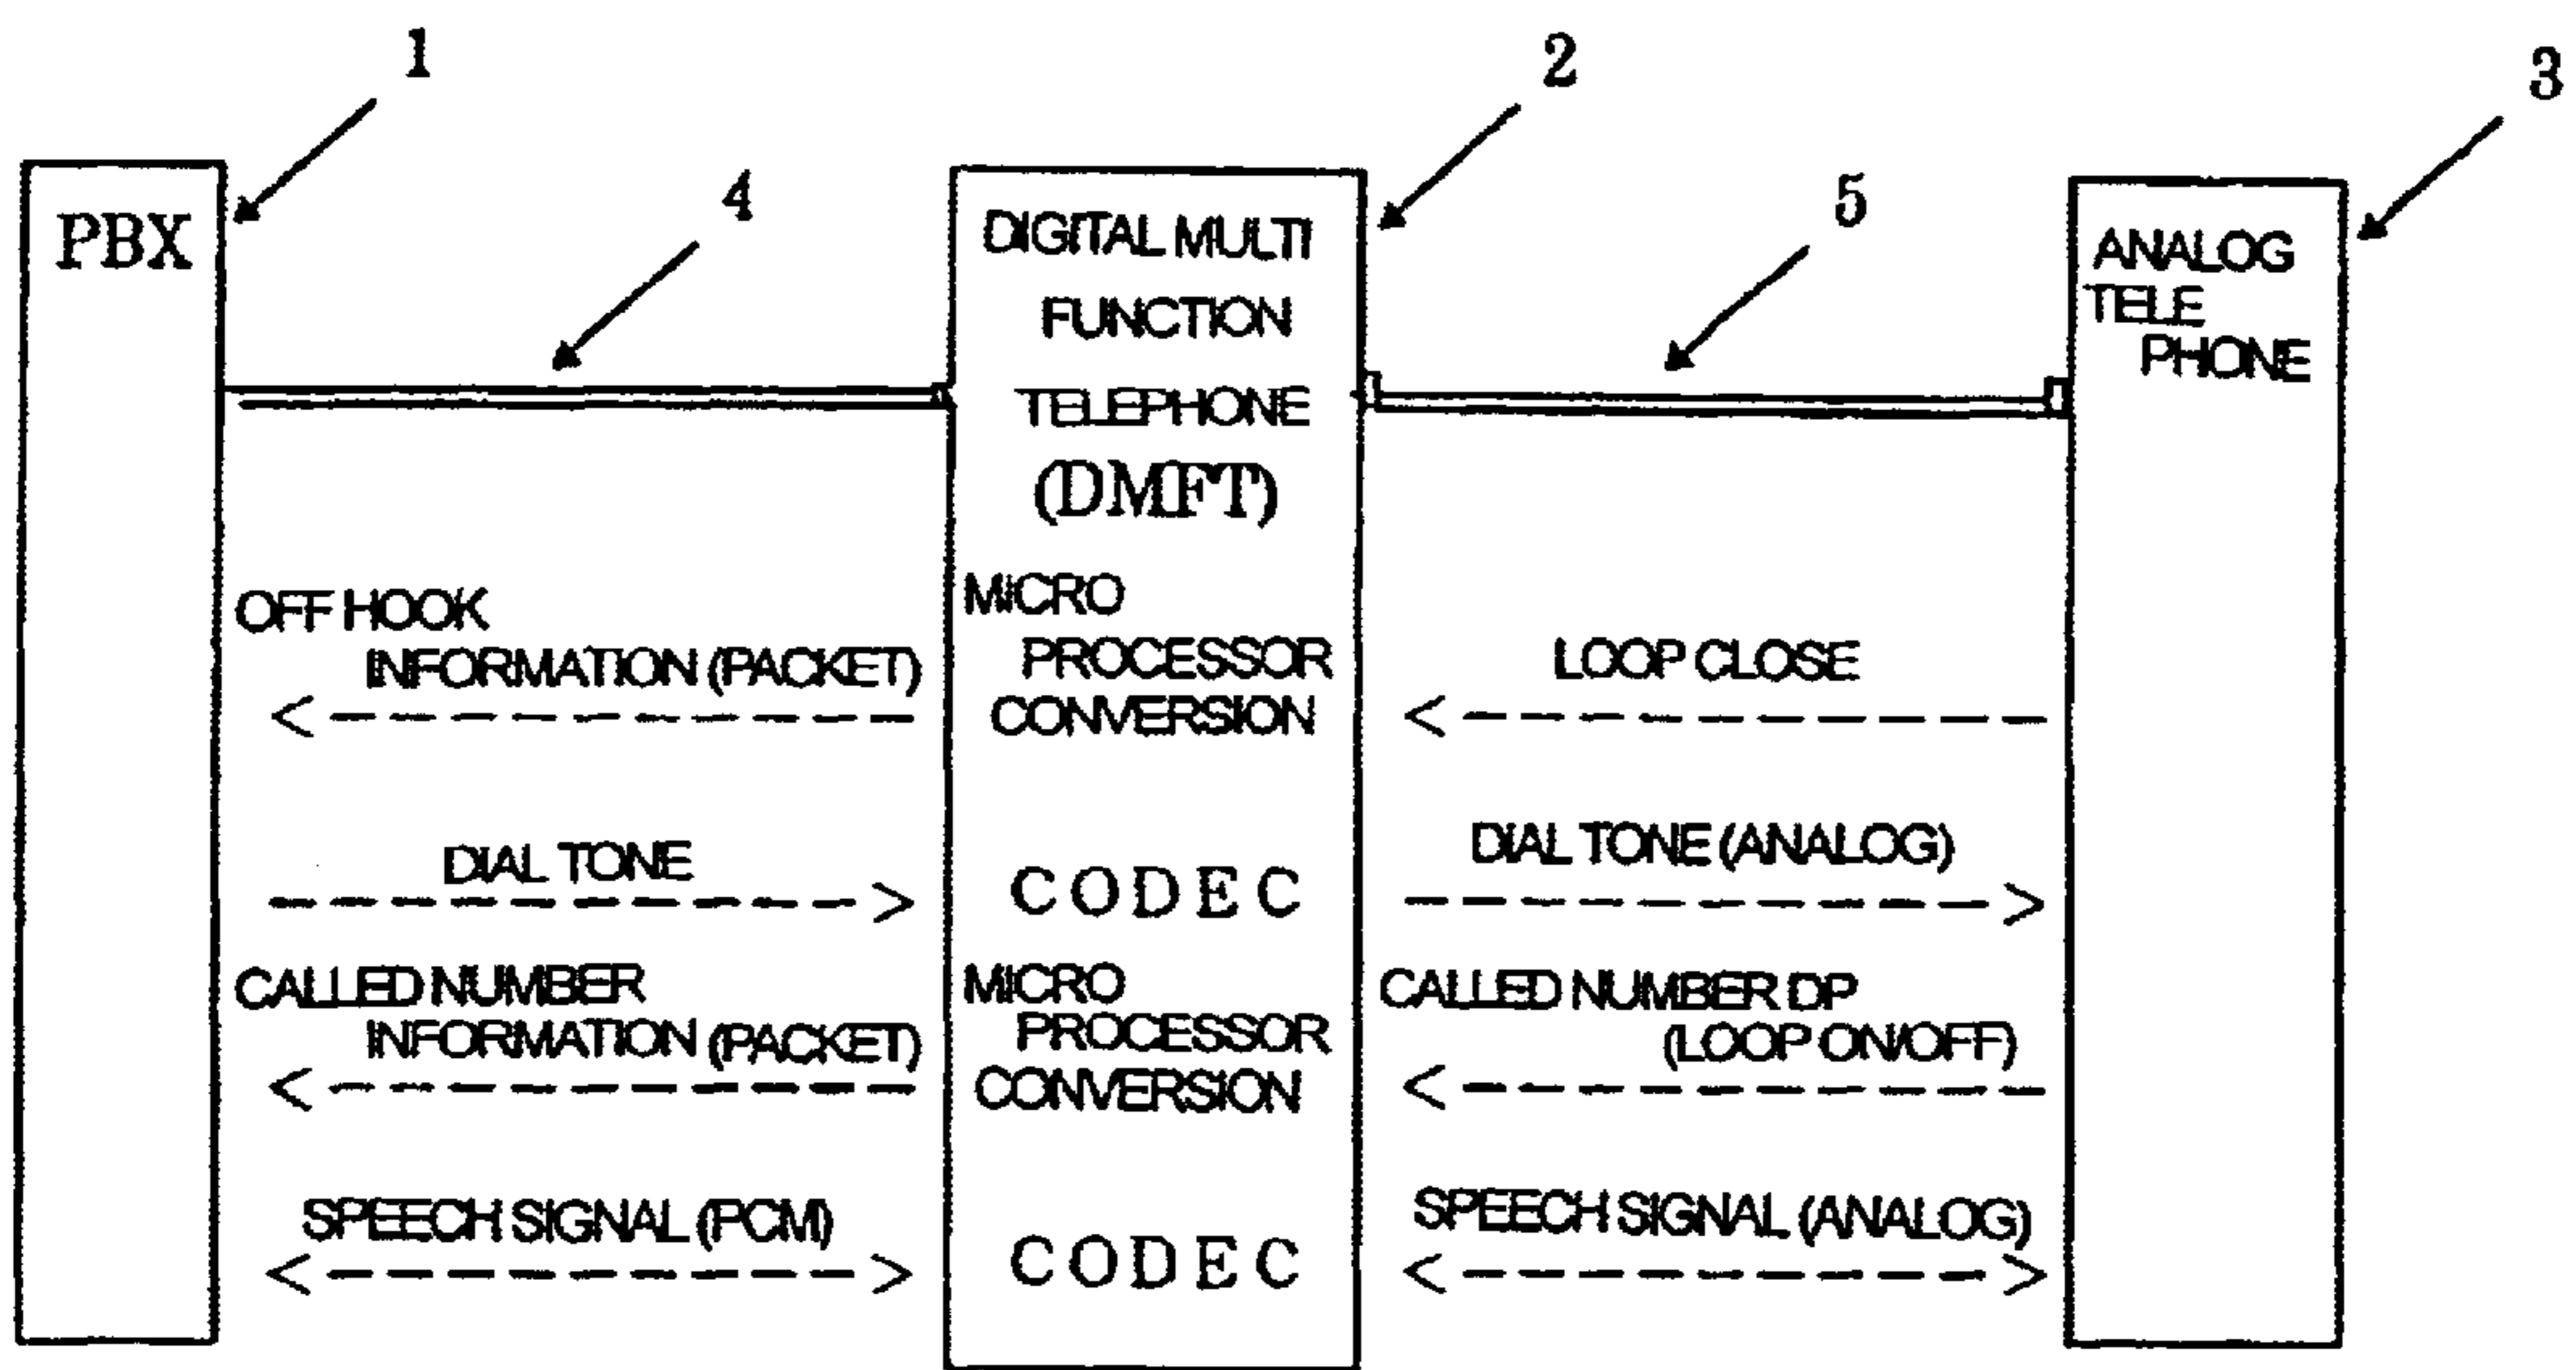 1
2
3
4
5
PBX
DIGITAL MULTI
FUNCTION
TELEPHONE
(DMFT)
ANALOG
TELE
PHONE
OFF HOOK
INFORMATION (PACKET)
MICRO
PROCESSOR
CONVERSION
LOOP CLOSE
DIAL TONE
CODEC
DIAL TONE (ANALOG)
CALLED NUMBER
INFORMATION (PACKET)
MICRO
PROCESSOR
CONVERSION
CALLED NUMBER DP
(LOOP ON/OFF)
SPEECH SIGNAL (PCM)
CODEC
SPEECH SIGNAL (ANALOG)